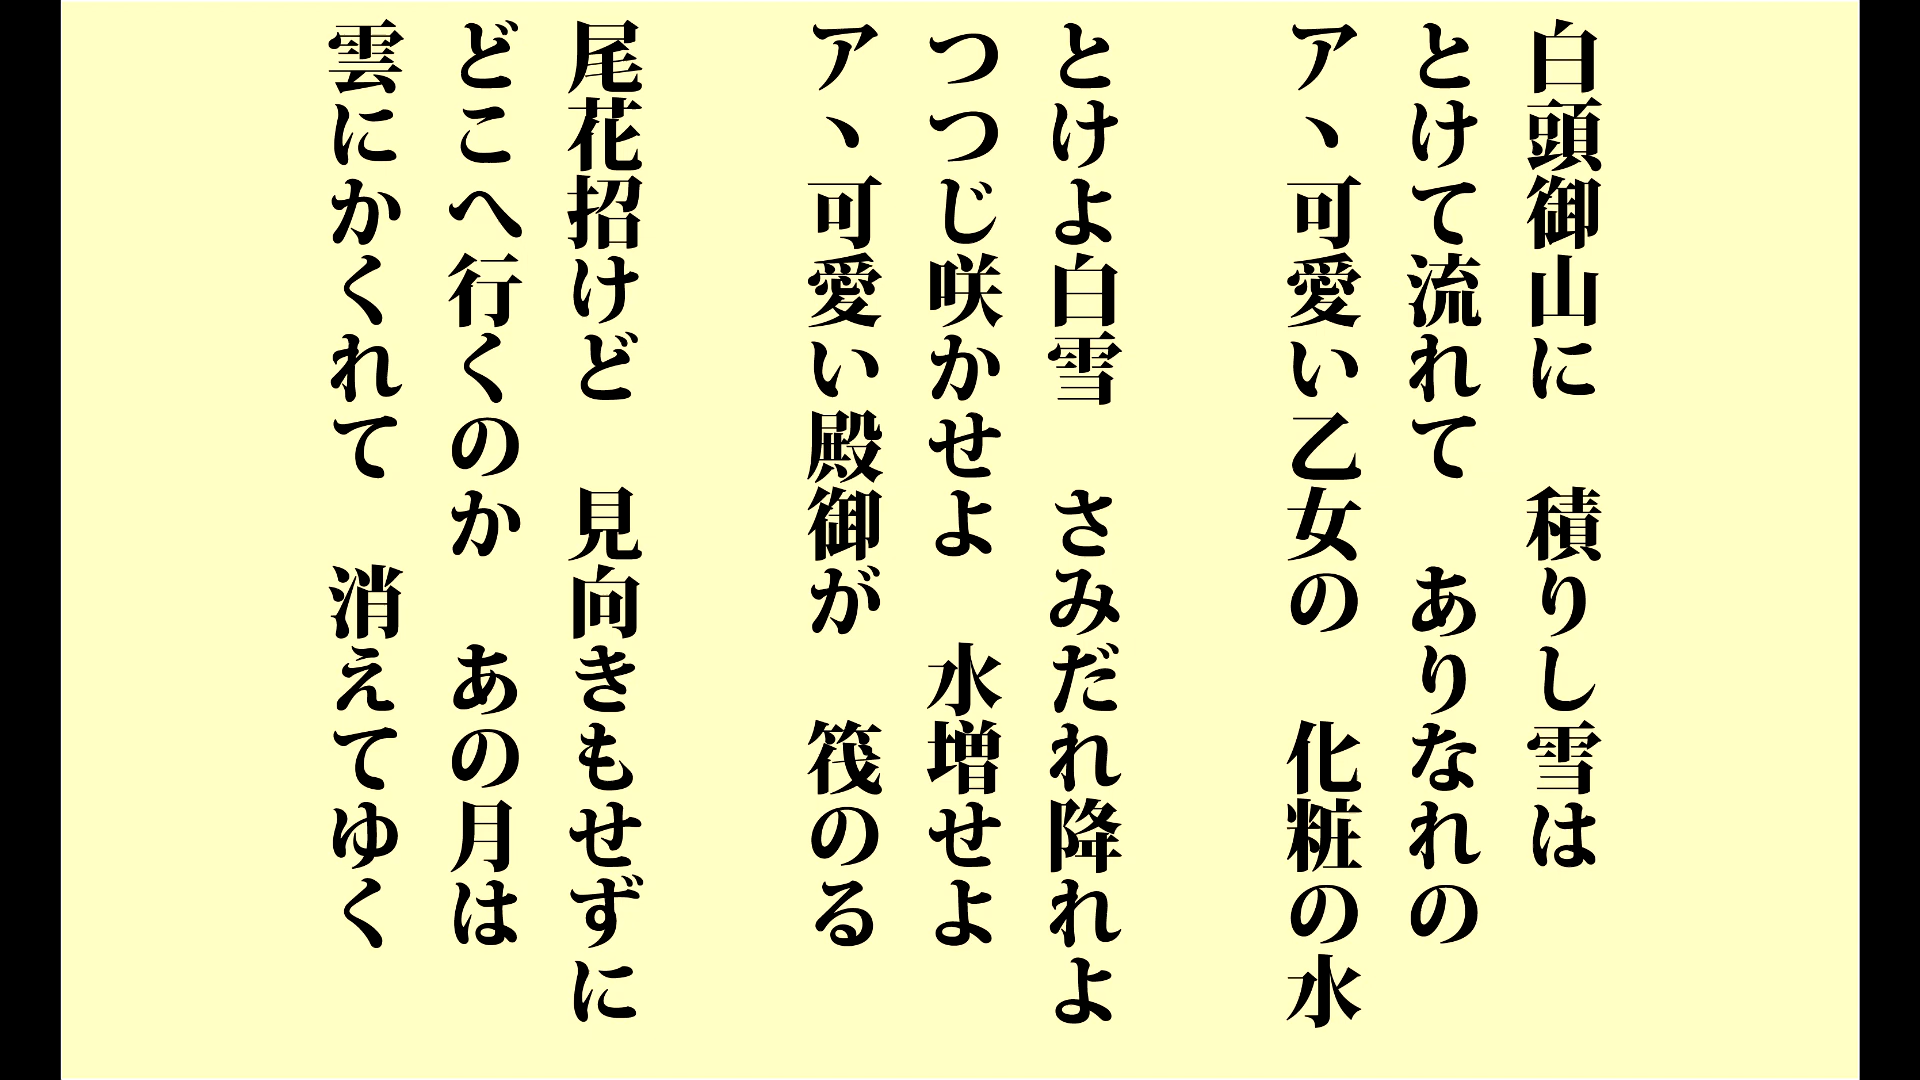 白頭御山に　積りし雪は
とけて流れて　ありなれの
ア、可愛い乙女の　化粧の水
とけよ白雪　さみだれ降れよ
つつじ咲かせよ　水増せよ
ア、可愛い殿御が　筏のる
尾花招けど　見向きもせずに
どこへ行くのか　あの月は
雲にかくれて　消えてゆく